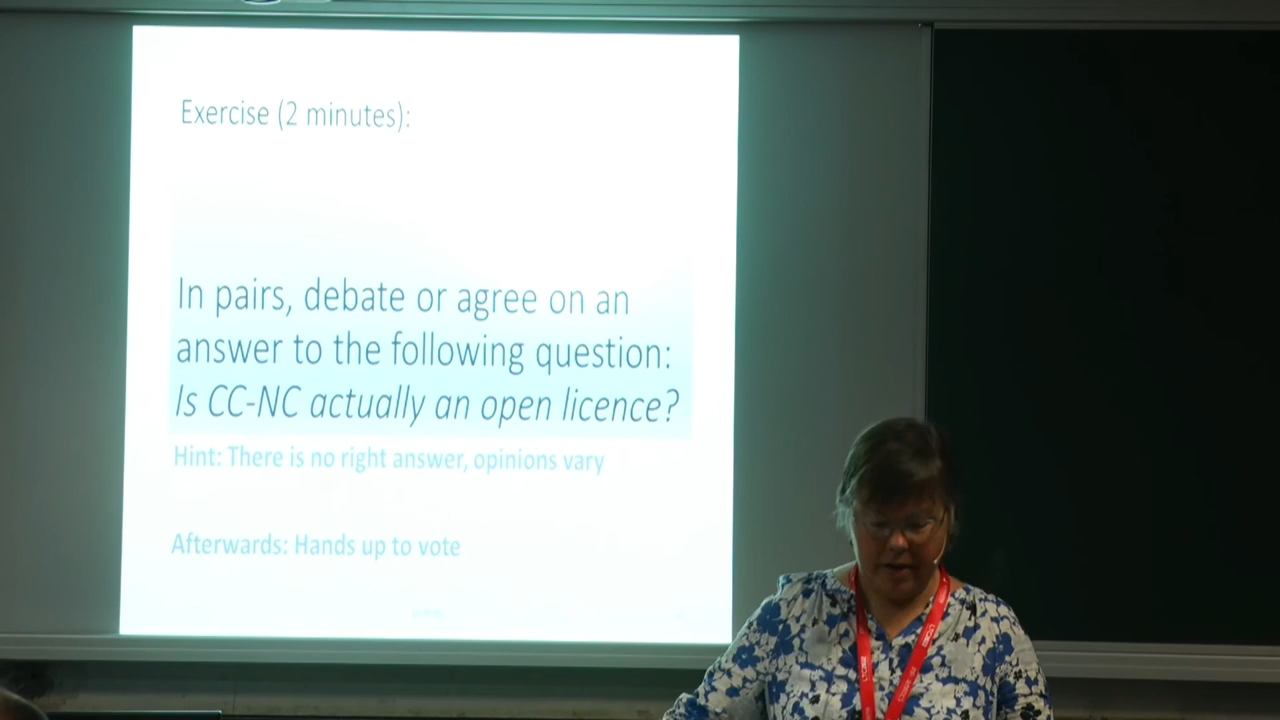 Exercise (2 minutes):
In pairs, debate or agree on an
answer to the following question:
Is CC-NC actually an open licence?
Hint: There is no right answer, opinions vary
Afterwards: Hands up to vote